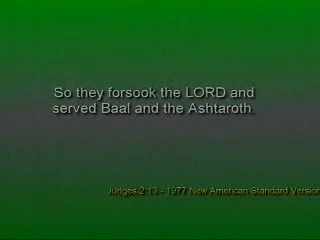 So they forsook the LORD and
served Baal and the Ashtaroth.
Judges 2:13 - 1977 New American Standard Version